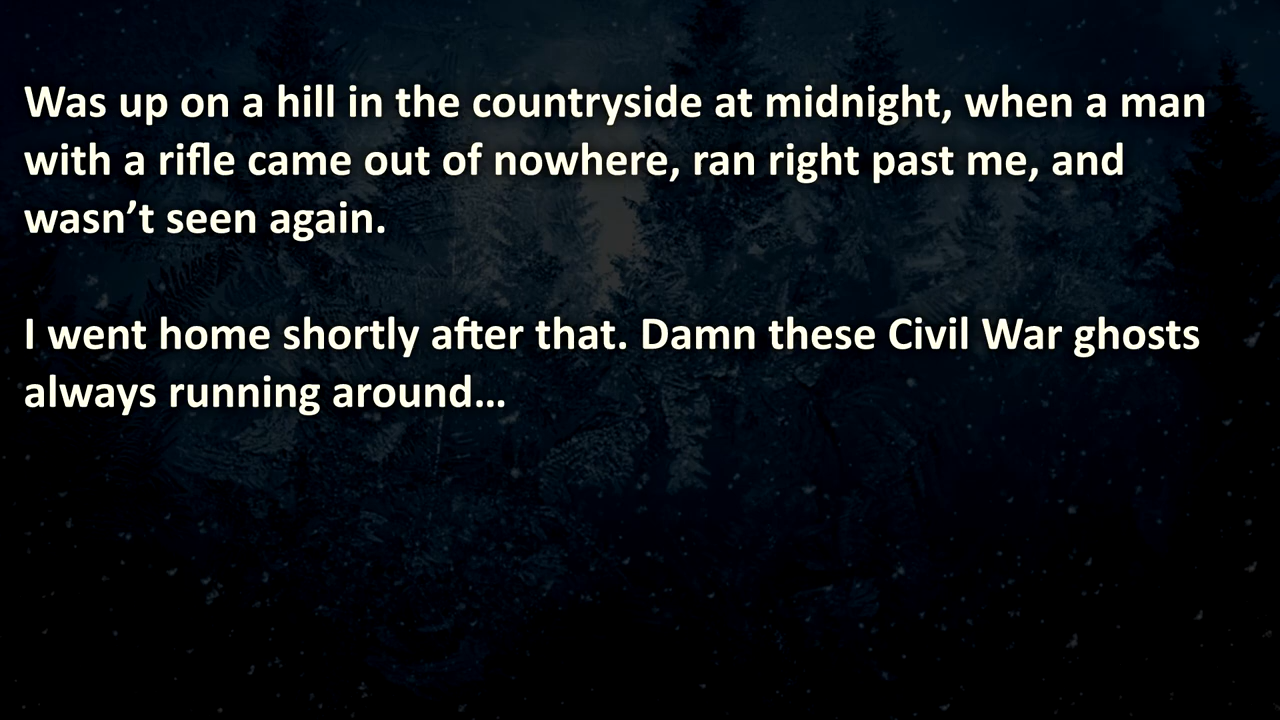 Was up on a hill in the countryside at midnight, when a man
with a rifle came out of nowhere, ran right past me, and
wasn’t seen again.
I went home shortly after that. Damn these Civil War ghosts
always running around…